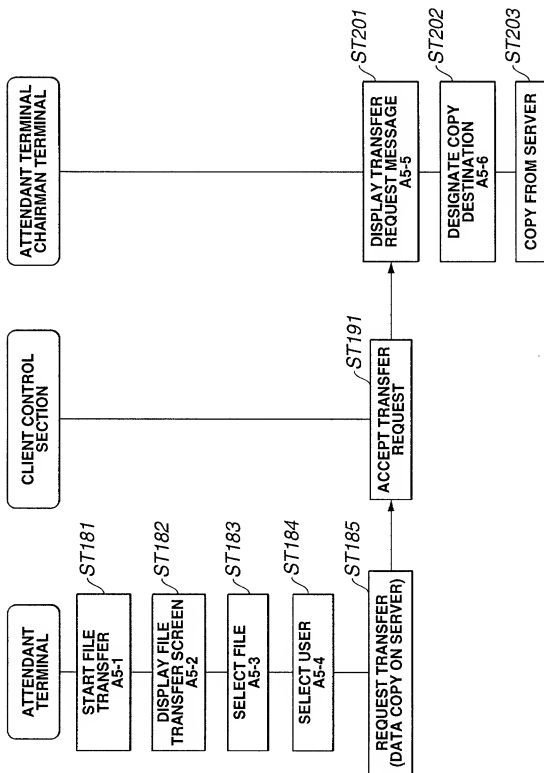 ATTENDANT
TERMINAL
START FILE
TRANSFER
A5-1
ST181
DISPLAY FILE
TRANSFER SCREEN
A5-2
ST182
SELECT FILE
A5-3
ST183
SELECT USER
A5-4
ST184
REQUEST TRANSFER
(DATA COPY ON SERVER)
ST185
CLIENT CONTROL
SECTION
ACCEPT TRANSFER
REQUEST
ST191
ATTENDANT TERMINAL
CHAIRMAN TERMINAL
DISPLAY TRANSFER
REQUEST MESSAGE
A5-5
ST201
DESIGNATE COPY
DESTINATION
A5-6
ST202
COPY FROM SERVER
ST203